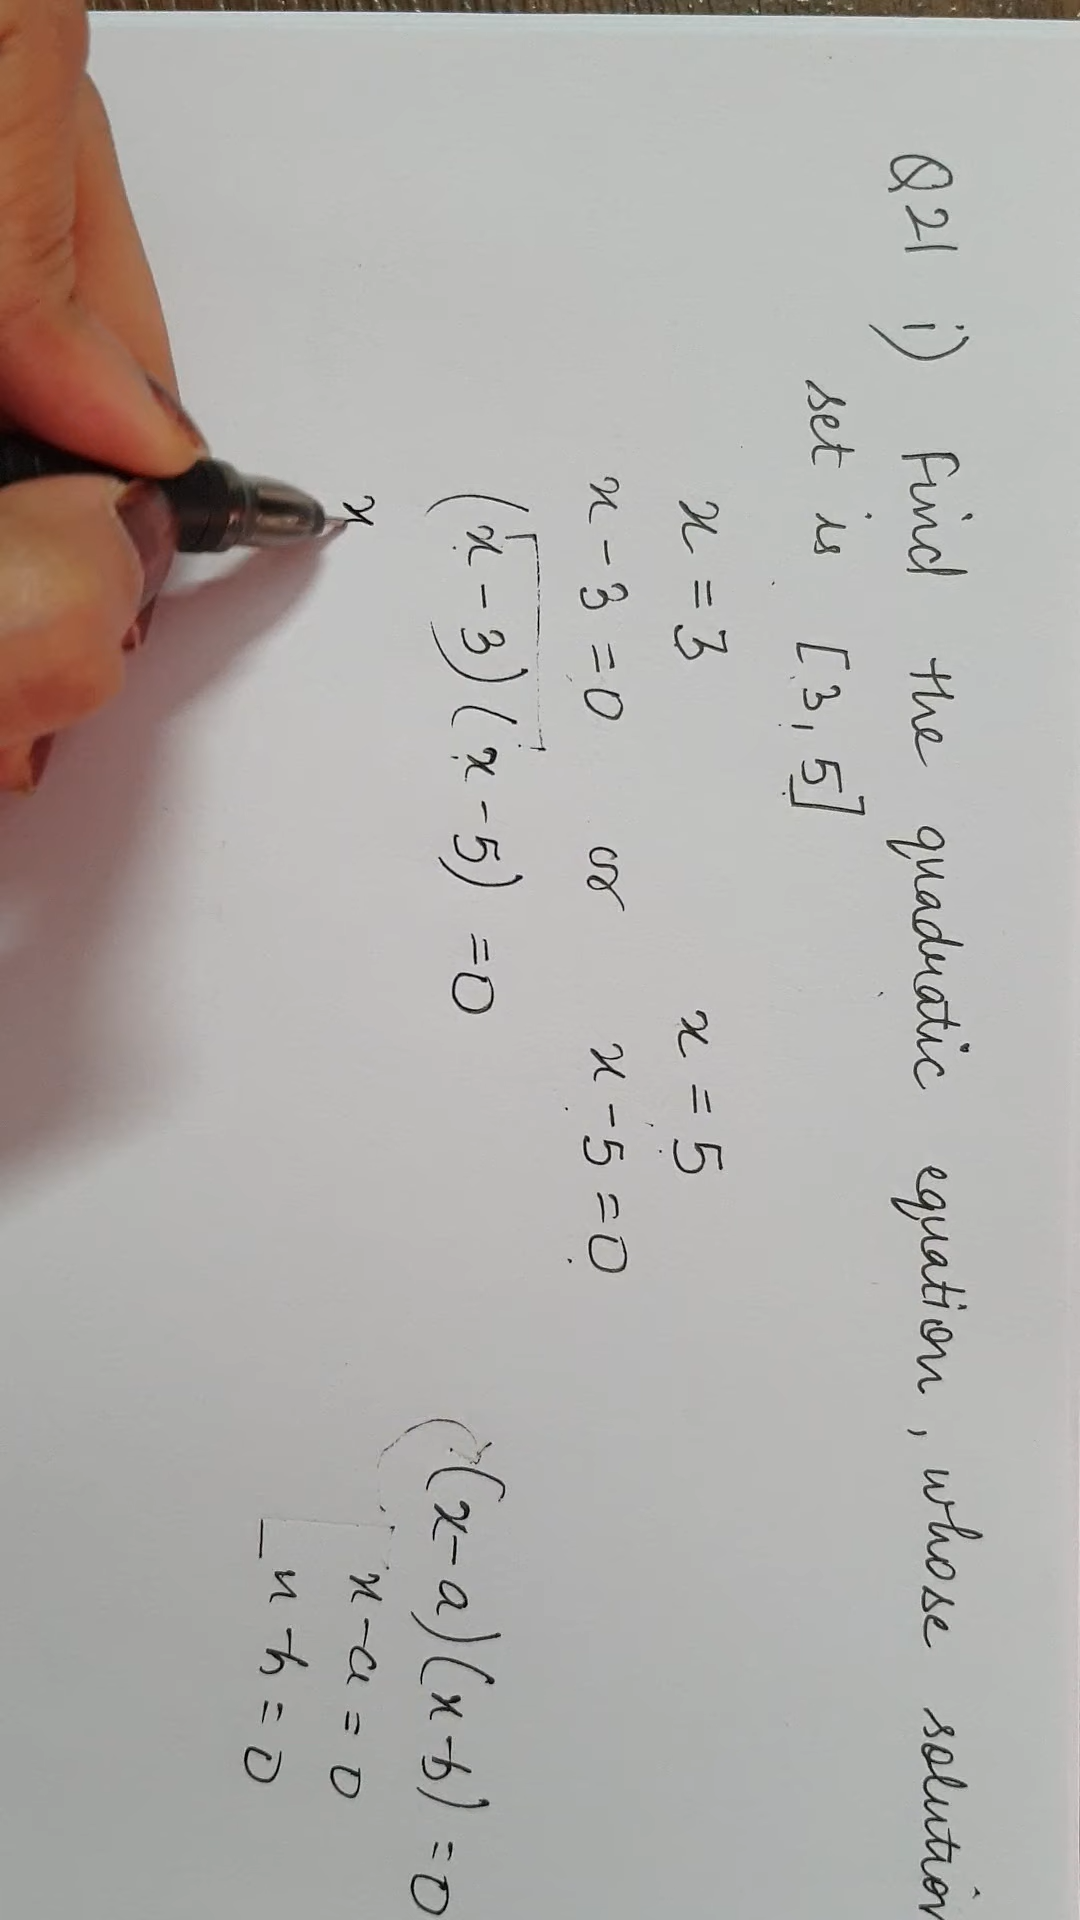 Q21 i) Find the quadratic equation, whose solution
set is [3, 5]
x = 3 x = 5
x - 3 = 0 or x - 5 = 0
(x - 3)(x - 5) = 0
x
(x - a)(x - b) = 0
x - a = 0
x - b = 0